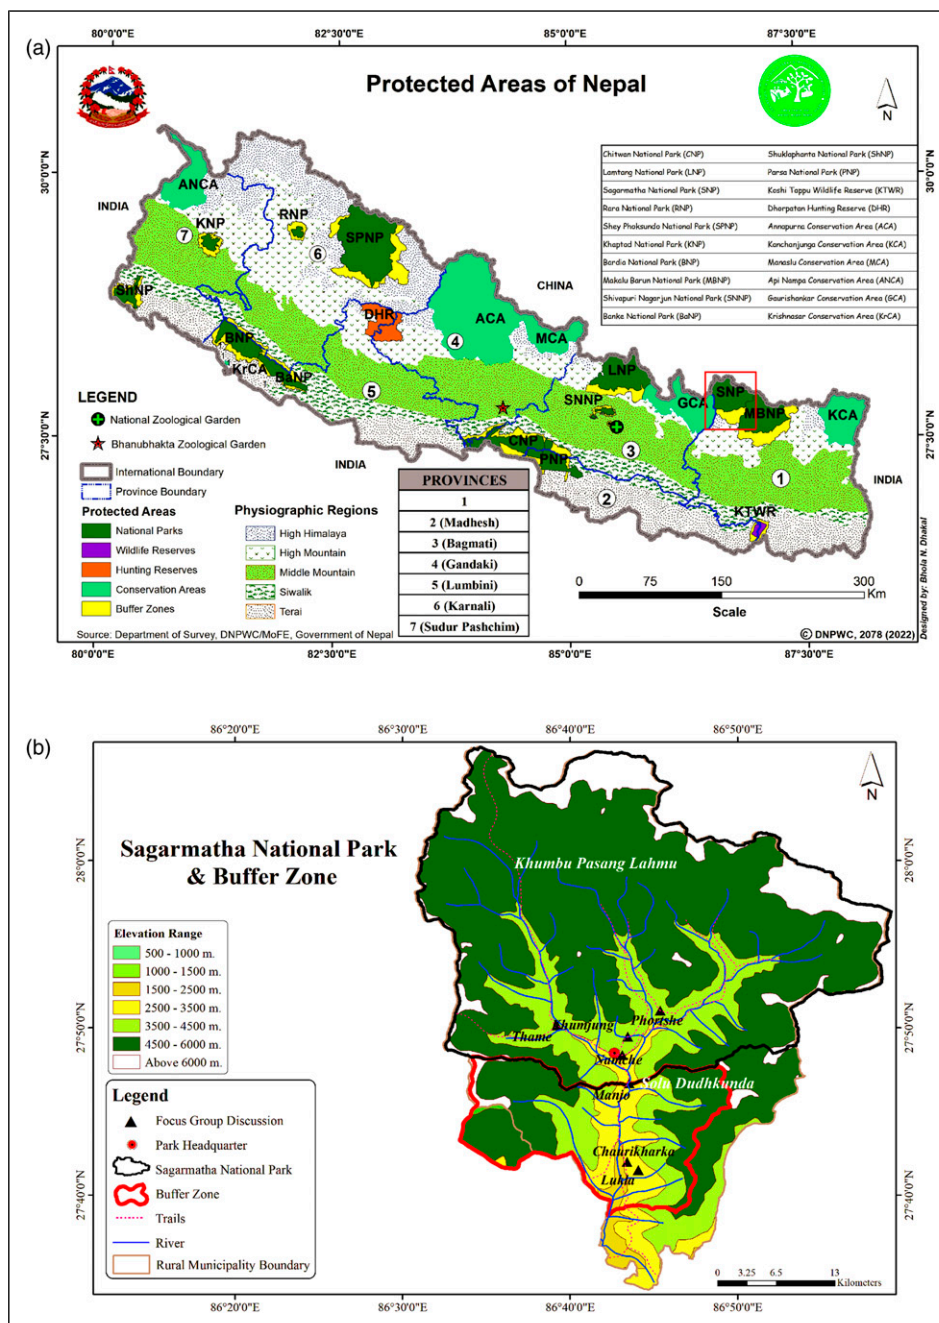 (a)
80°0'0"E 82°30'0"E 85°0'0"E 87°30'0"E
Protected Areas of Nepal
N
30°0'0"N
30°0'0"N
27°30'0"N
27°30'0"N
Chitwan National Park (CNP) Shuklaphanta National Park (ShNP)
Lamtang National Park (LNP) Parsa National Park (PNP)
Sagarmatha National Park (SNP) Koshi Tappu Wildlife Reserve (KTWR)
Rara National Park (RNP) Dhorpatan Hunting Reserve (DHR)
Shey Phoksundo National Park (SPNP) Annapurna Conservation Area (ACA)
Khaptad National Park (KNP) Kanchanjunga Conservation Area (KCA)
Bardia National Park (BNP) Manaslu Conservation Area (MCA)
Makalu Barun National Park (MBNP) Api Nampa Conservation Area (ANCA)
Shivapuri Nagarjun National Park (SNNP) Gaurishankar Conservation Area (GCA)
Banke National Park (BaNP) Krishnasar Conservation Area (KrCA)
INDIA
ANCA
KNP
RNP
7
6
SPNP
CHINA
ShNP
DHR
ACA
4
MCA
BNP
KrCA
BaNP
5
LNP
SNNP
GCA
SNP
MBNP
KCA
CNP
PNP
3
2
1
KTWR
INDIA
INDIA
LEGEND
National Zoological Garden
Bhanubhakta Zoological Garden
International Boundary
Province Boundary
Protected Areas
National Parks
Wildlife Reserves
Hunting Reserves
Conservation Areas
Buffer Zones
Physiographic Regions
High Himalaya
High Mountain
Middle Mountain
Siwalik
Terai
PROVINCES
1
2 (Madhesh)
3 (Bagmati)
4 (Gandaki)
5 (Lumbini)
6 (Karnali)
7 (Sudur Pashchim)
0 75 150 300
Km
Scale
Designed by: Bhola N. Dhakal
Source: Department of Survey, DNPWC/MoFE, Government of Nepal
© DNPWC, 2078 (2022)
80°0'0"E 82°30'0"E 85°0'0"E 87°30'0"E
(b)
86°20'0"E 86°30'0"E 86°40'0"E 86°50'0"E
N
Sagarmatha National Park
& Buffer Zone
28°0'0"N
28°0'0"N
27°50'0"N
27°50'0"N
27°40'0"N
27°40'0"N
Khumbu Pasang Lahmu
Phortshe
Khumjung
Thame
Namche
Solu Dudhkunda
Manjo
Chaurikharka
Lukla
Elevation Range
500 - 1000 m.
1000 - 1500 m.
1500 - 2500 m.
2500 - 3500 m.
3500 - 4500 m.
4500 - 6000 m.
Above 6000 m.
Legend
Focus Group Discussion
Park Headquarter
Sagarmatha National Park
Buffer Zone
Trails
River
Rural Municipality Boundary
0 3.25 6.5 13
Kilometers
86°20'0"E 86°30'0"E 86°40'0"E 86°50'0"E